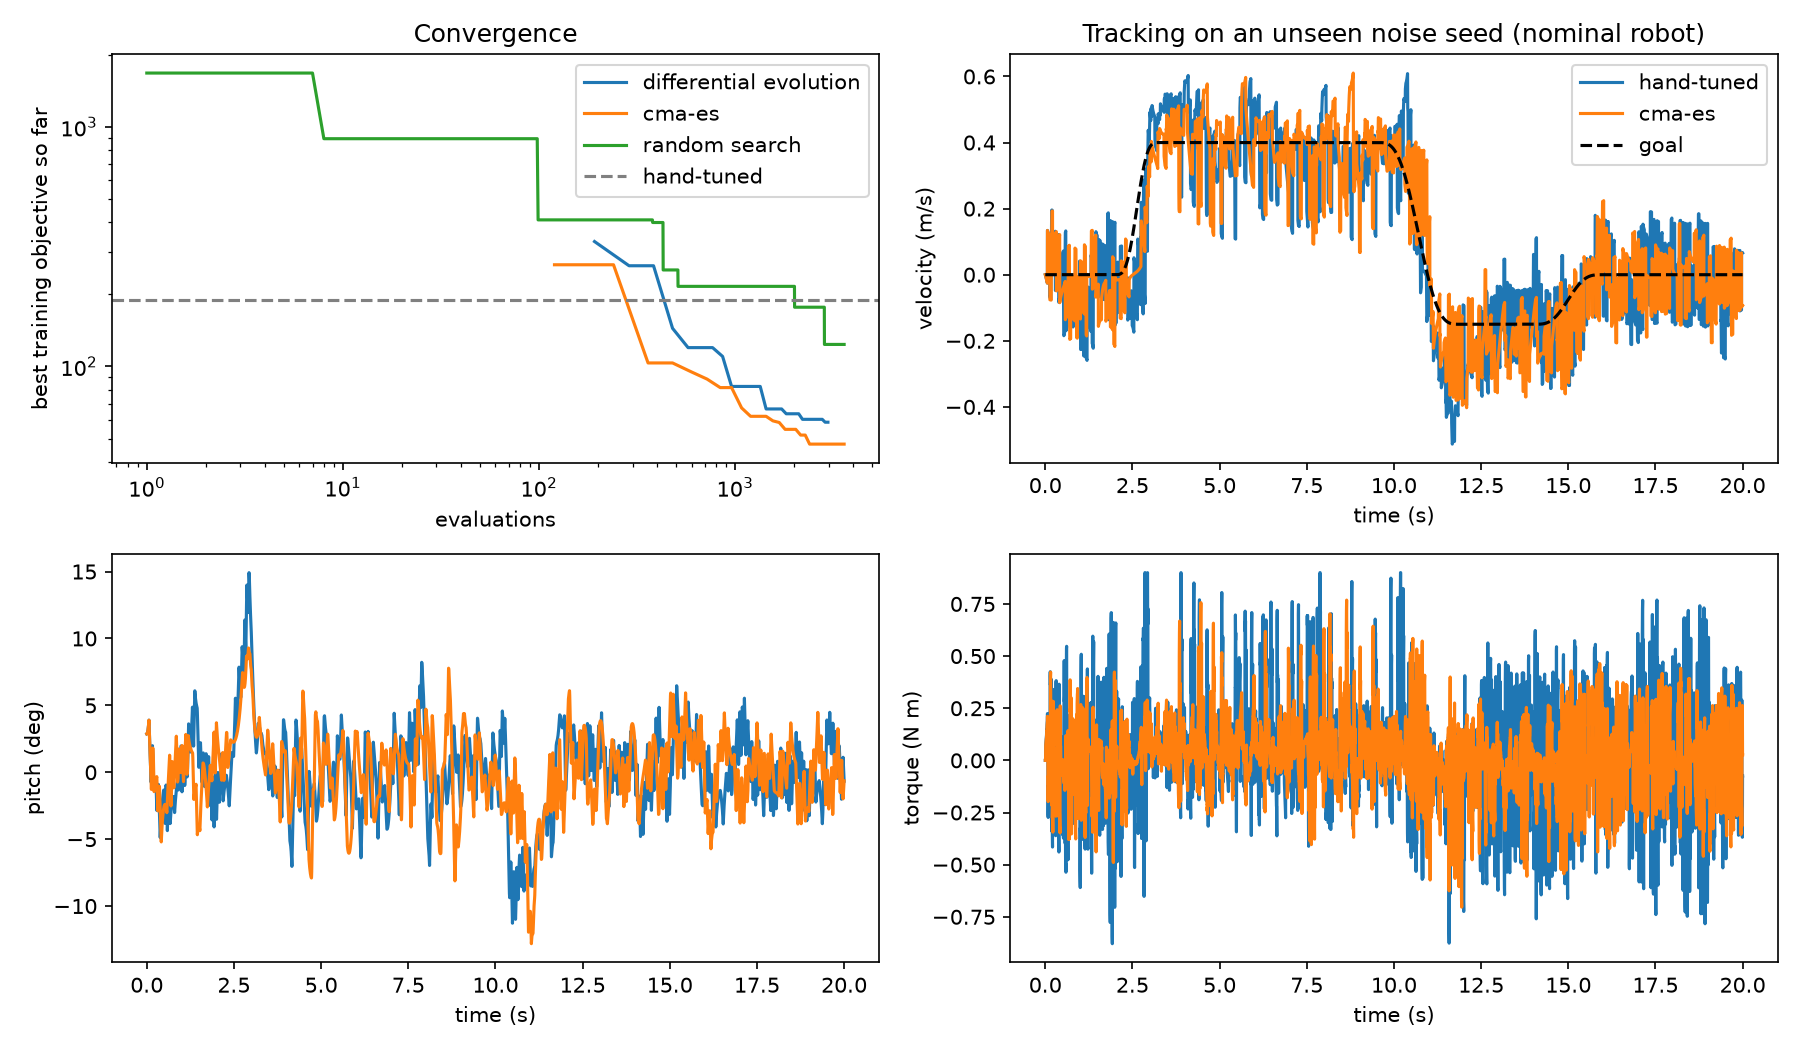 Convergence
best training objective so far
10³
10²
differential evolution
cma-es
random search
hand-tuned
10⁰ 10¹ 10² 10³
evaluations
Tracking on an unseen noise seed (nominal robot)
velocity (m/s)
0.6
0.4
0.2
0.0
−0.2
−0.4
hand-tuned
cma-es
goal
0.0 2.5 5.0 7.5 10.0 12.5 15.0 17.5 20.0
time (s)
pitch (deg)
15
10
5
0
−5
−10
0.0 2.5 5.0 7.5 10.0 12.5 15.0 17.5 20.0
time (s)
torque (N m)
0.75
0.50
0.25
0.00
−0.25
−0.50
−0.75
0.0 2.5 5.0 7.5 10.0 12.5 15.0 17.5 20.0
time (s)